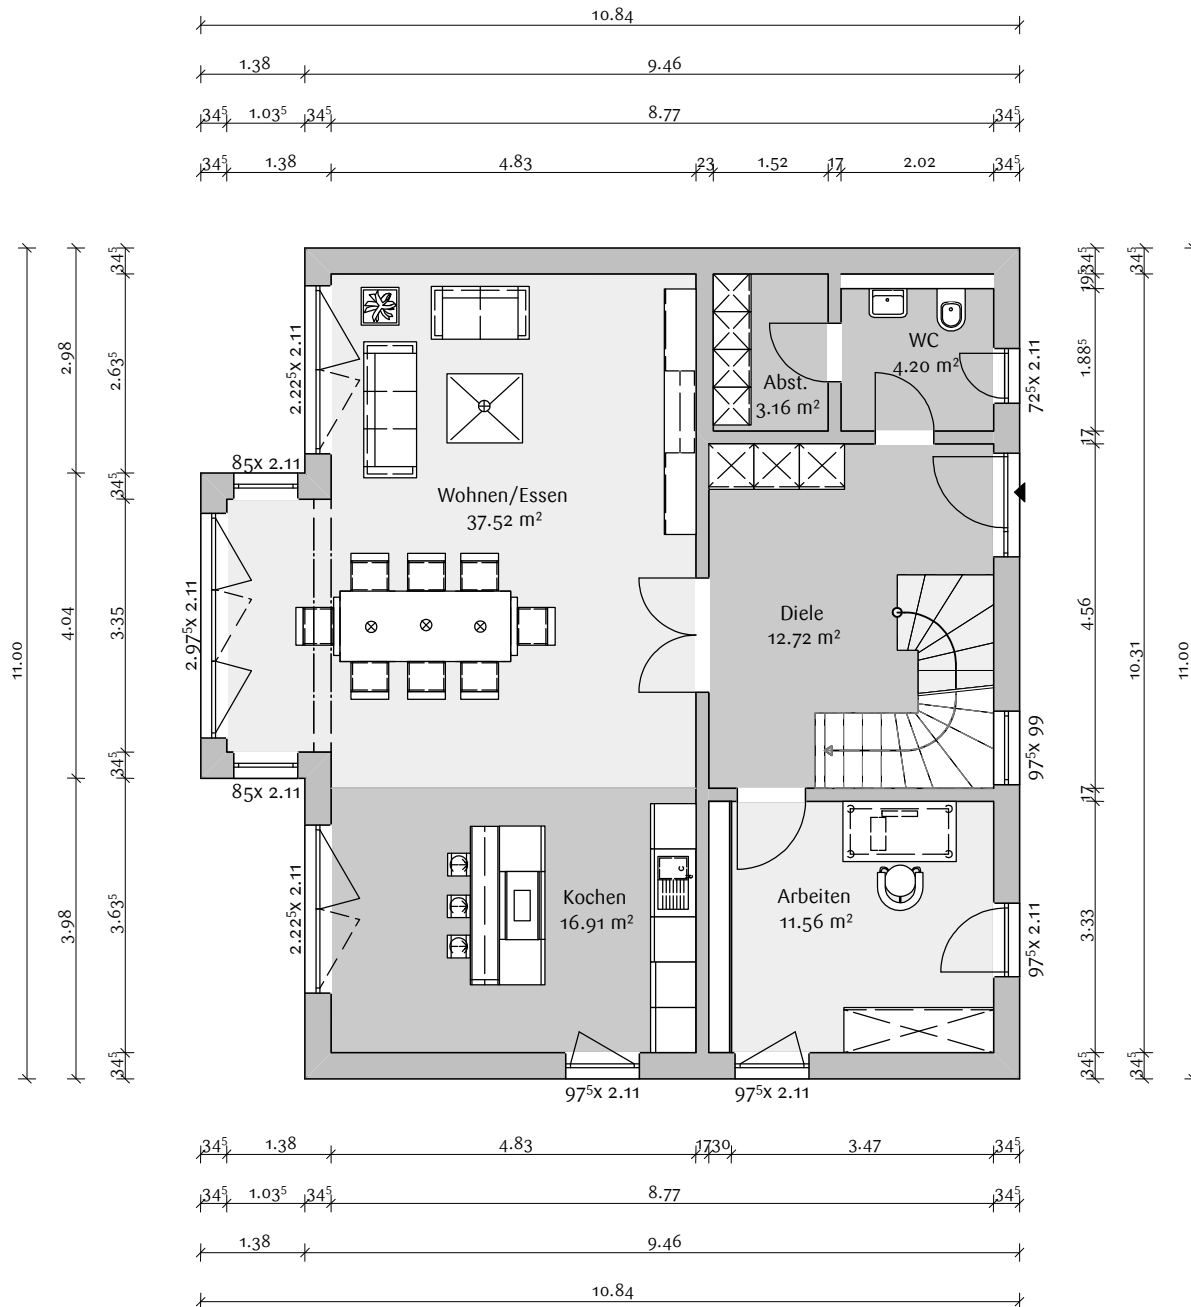 10.84
1.38 9.46
34⁵ 1.03⁵ 34⁵ 8.77 34⁵
34⁵ 1.38 4.83 23 1.52 17 2.02 34⁵
11.00
2.98
4.04
3.98
34⁵
2.63⁵
34⁵
3.35
34⁵
3.63⁵
34⁵
2.22⁵x 2.11
85x 2.11
2.97⁵x 2.11
85x 2.11
2.22⁵x 2.11
Wohnen/Essen
37.52 m²
Abst.
3.16 m²
WC
4.20 m²
Diele
12.72 m²
Kochen
16.91 m²
Arbeiten
11.56 m²
72⁵x 2.11
97⁵x 99
97⁵x 2.11
97⁵x 2.11 97⁵x 2.11
34⁵
19⁵
1.88⁵
17
4.56
17
3.33
34⁵
34⁵
10.31
34⁵
11.00
34⁵ 1.38 4.83 17 30 3.47 34⁵
34⁵ 1.03⁵ 34⁵ 8.77 34⁵
1.38 9.46
10.84